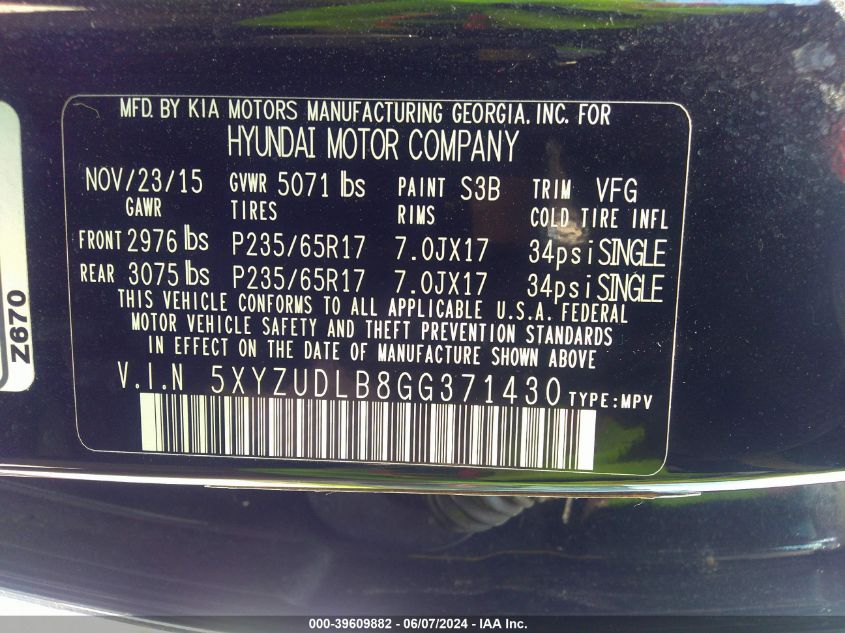 MFD. BY KIA MOTORS MANUFACTURING GEORGIA. INC. FOR
HYUNDAI MOTOR COMPANY
NOV/23/15 GVWR 5071 lbs PAINT S3B TRIM VFG
GAWR TIRES RIMS COLD TIRE INFL
FRONT 2976 lbs P235/65R17 7.0JX17 34psi SINGLE
REAR 3075 lbs P235/65R17 7.0JX17 34psi SINGLE
THIS VEHICLE CONFORMS TO ALL APPLICABLE U.S.A. FEDERAL
MOTOR VEHICLE SAFETY AND THEFT PREVENTION STANDARDS
IN EFFECT ON THE DATE OF MANUFACTURE SHOWN ABOVE
V.I.N 5XYZUDLB8GG371430 TYPE:MPV
Z670
000-39609882 - 06/07/2024 - IAA Inc.